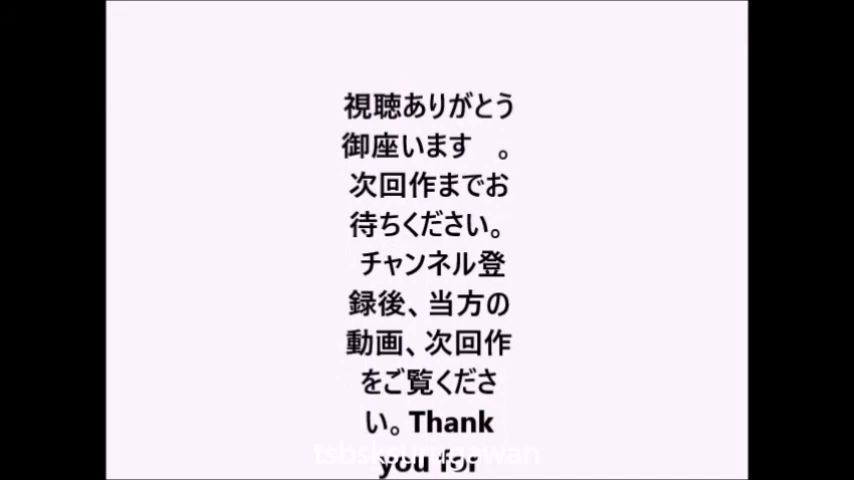 視聴ありがとう
御座います　。
次回作までお
待ちください。
チャンネル登
録後、当方の
動画、次回作
をご覧くださ
い。Thank
you for